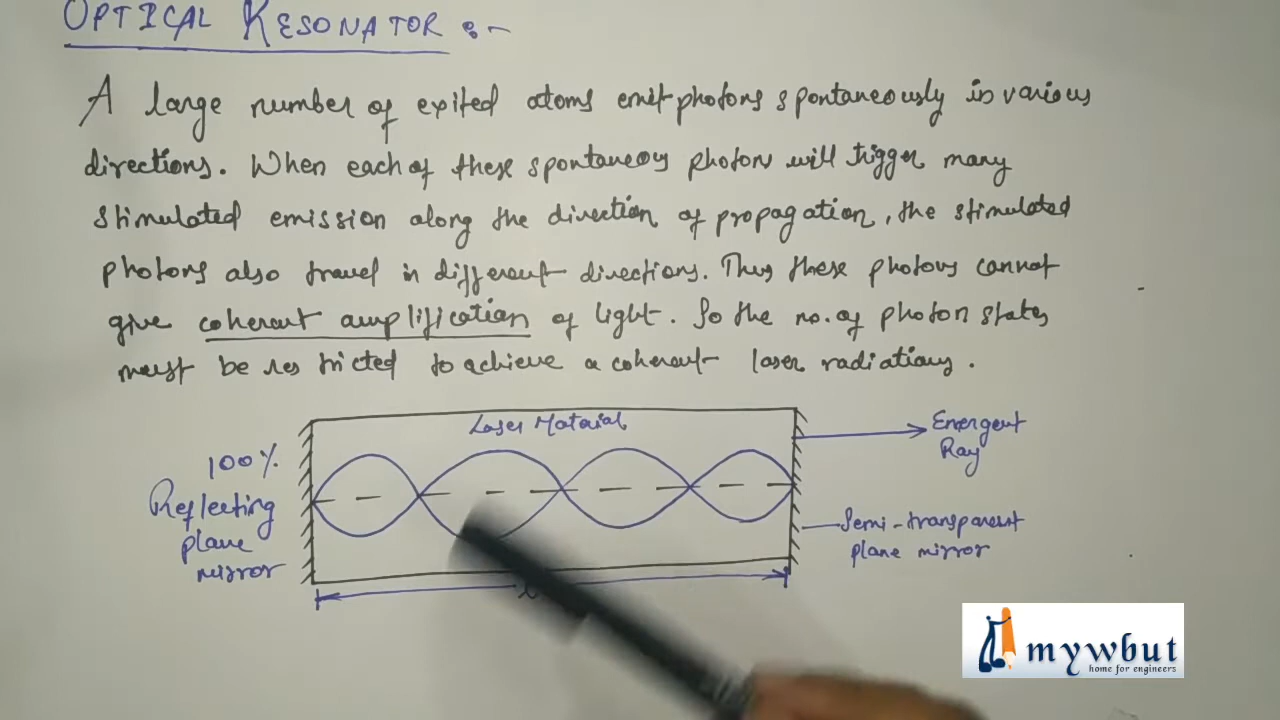 OPTICAL RESONATOR :-
A large number of exited atoms emit photons spontaneously in various
directions. When each of these spontaneous photon will trigger many
stimulated emission along the direction of propagation, the stimulated
photons also travel in different directions. Thus these photons cannot
give coherent amplification of light. So the no. of photon states
must be restricted to achieve a coherent laser radiations.
Laser Material
100%
Reflecting
plane
mirror
Emergent
Ray
Semi-transparent
plane mirror
mywbut
home for engineers